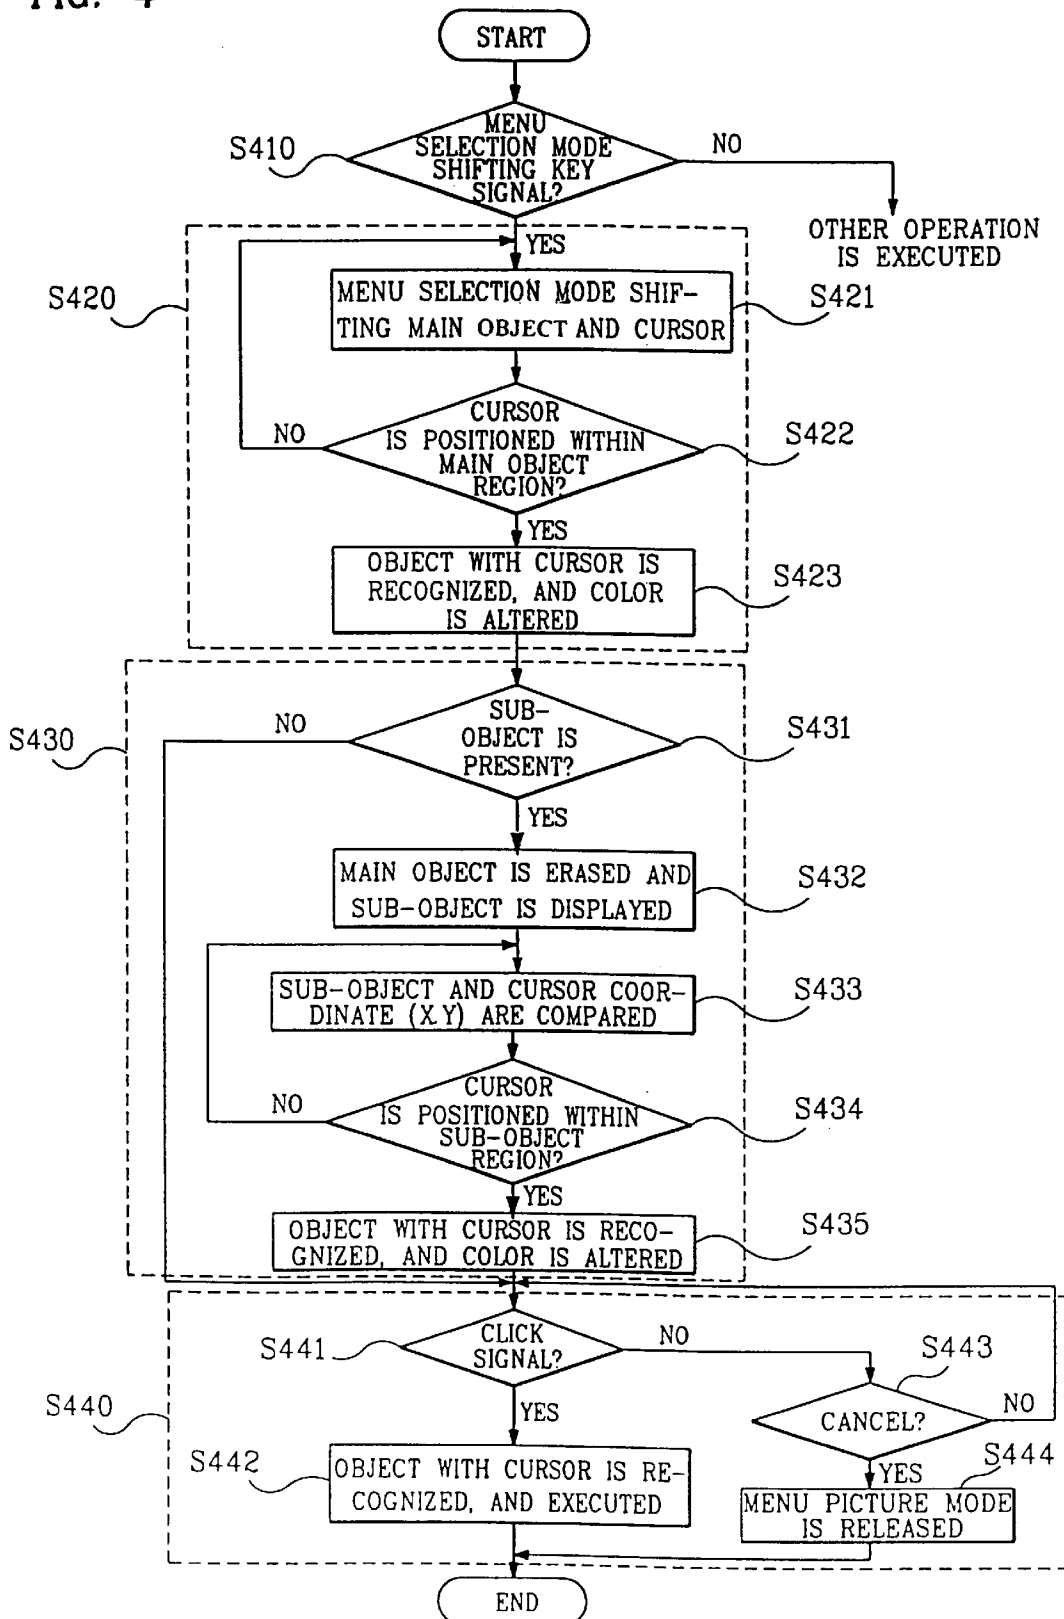 FIG. 4
START
MENU
SELECTION MODE
SHIFTING KEY
SIGNAL?
S410
NO
OTHER OPERATION
IS EXECUTED
YES
S420
MENU SELECTION MODE SHIF-
TING MAIN OBJECT AND CURSOR
S421
CURSOR
IS POSITIONED WITHIN
MAIN OBJECT
REGION?
NO
S422
YES
OBJECT WITH CURSOR IS
RECOGNIZED, AND COLOR
IS ALTERED
S423
S430
NO
SUB-
OBJECT IS
PRESENT?
S431
YES
MAIN OBJECT IS ERASED AND
SUB-OBJECT IS DISPLAYED
S432
SUB-OBJECT AND CURSOR COOR-
DINATE (X.Y) ARE COMPARED
S433
CURSOR
IS POSITIONED WITHIN
SUB-OBJECT
REGION?
NO
S434
YES
OBJECT WITH CURSOR IS RECO-
GNIZED, AND COLOR IS ALTERED
S435
S440
S441
CLICK
SIGNAL?
NO
S443
CANCEL?
NO
YES
S442
OBJECT WITH CURSOR IS RE-
COGNIZED, AND EXECUTED
YES
S444
MENU PICTURE MODE
IS RELEASED
END